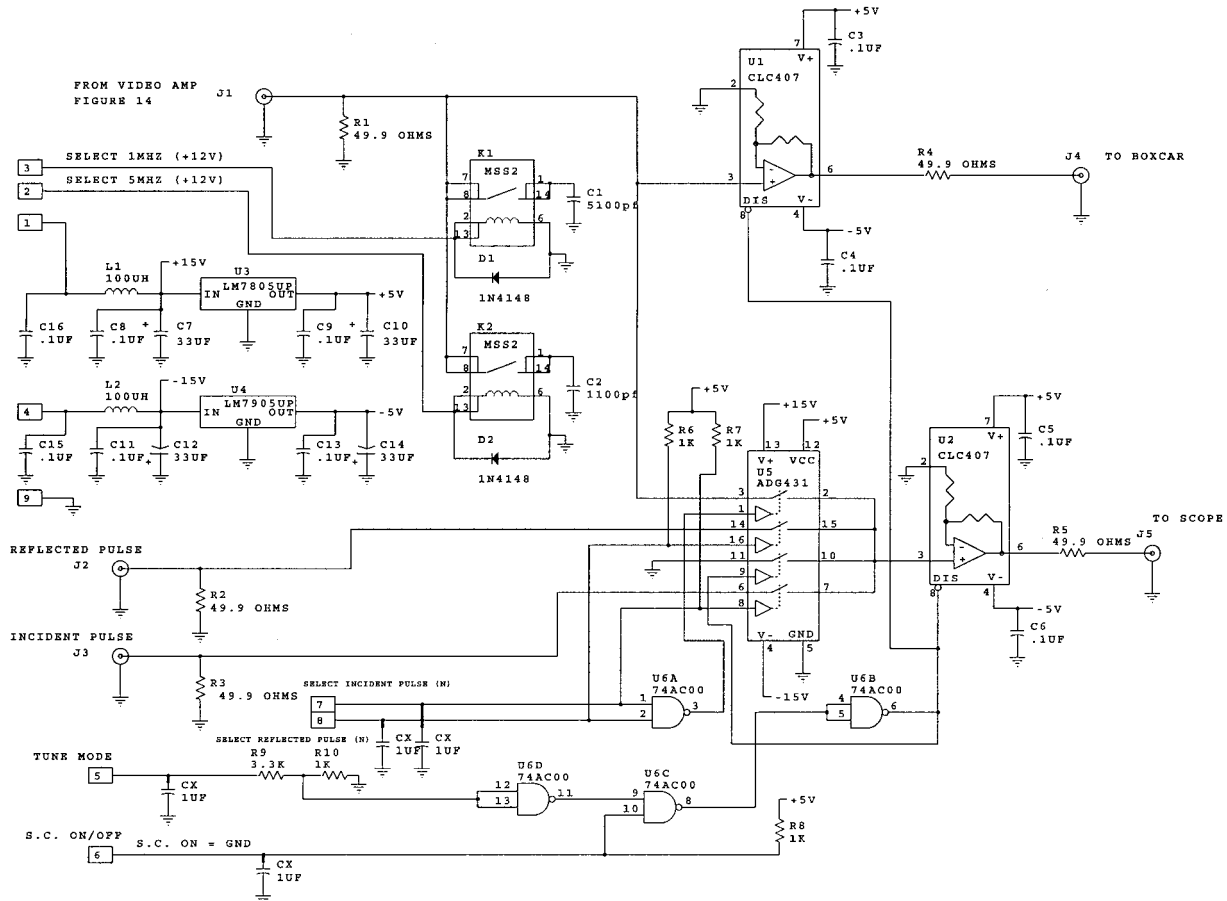 FROM VIDEO AMP
FIGURE 14
J1
R1
49.9 OHMS
3
SELECT 1MHZ (+12V)
2
SELECT 5MHZ (+12V)
1
K1
MSS2
7
8
1
14
2
13
6
C1
5100pf
D1
1N4148
K2
MSS2
7
8
1
14
2
13
6
C2
1100pf
D2
1N4148
+5V
C3
.1UF
7
V+
U1
CLC407
2
3
6
DIS
8
V~
4
-5V
C4
.1UF
R4
49.9 OHMS
J4
TO BOXCAR
L1
100UH
+15V
U3
LM7805UP
IN
OUT
GND
+5V
C16
.1UF
C8
.1UF
+
C7
33UF
C9
.1UF
+
C10
33UF
L2
100UH
-15V
U4
LM7905UP
IN
OUT
GND
-5V
4
C15
.1UF
C11
.1UF
C12
33UF
+
C13
.1UF
C14
33UF
+
9
+5V
R6
1K
R7
1K
+15V
+5V
13
12
V+
VCC
U5
ADG431
3
2
1
14
15
16
11
10
9
6
7
8
V-
GND
4
5
-15V
+5V
C5
.1UF
7
V+
U2
CLC407
2
3
6
DIS
8
V-
4
-5V
C6
.1UF
R5
49.9 OHMS
J5
TO SCOPE
REFLECTED PULSE
J2
R2
49.9 OHMS
INCIDENT PULSE
J3
R3
49.9 OHMS
SELECT INCIDENT PULSE (N)
7
8
SELECT REFLECTED PULSE (N)
CX
1UF
CX
1UF
U6A
74AC00
1
2
3
U6B
74AC00
4
5
6
TUNE MODE
5
CX
1UF
R9
3.3K
R10
1K
U6D
74AC00
12
13
11
U6C
74AC00
9
10
8
+5V
R8
1K
S.C. ON/OFF
6
S.C. ON = GND
CX
1UF